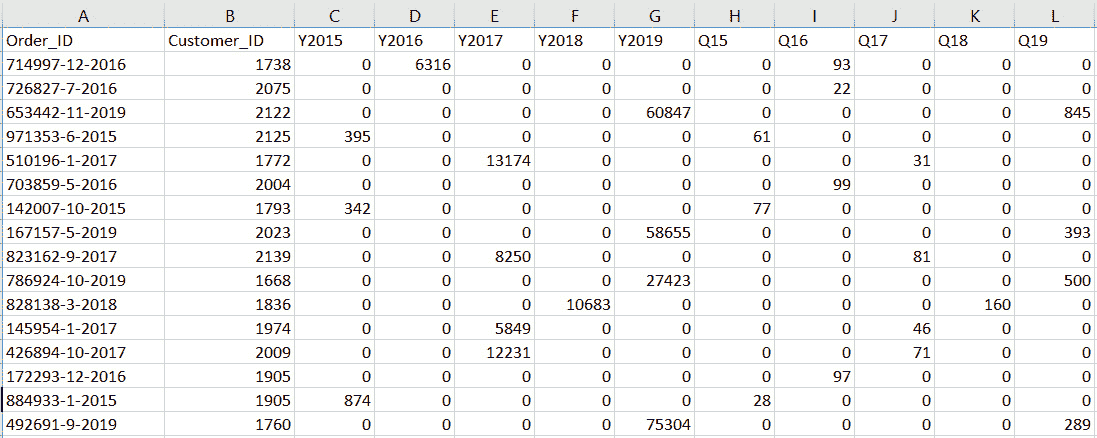 A B C D E F G H I J K L
Order_ID Customer_ID Y2015 Y2016 Y2017 Y2018 Y2019 Q15 Q16 Q17 Q18 Q19
714997-12-2016 1738 0 6316 0 0 0 0 93 0 0 0
726827-7-2016 2075 0 0 0 0 0 0 22 0 0 0
653442-11-2019 2122 0 0 0 0 60847 0 0 0 0 845
971353-6-2015 2125 395 0 0 0 0 61 0 0 0 0
510196-1-2017 1772 0 0 13174 0 0 0 0 31 0 0
703859-5-2016 2004 0 0 0 0 0 0 99 0 0 0
142007-10-2015 1793 342 0 0 0 0 77 0 0 0 0
167157-5-2019 2023 0 0 0 0 58655 0 0 0 0 393
823162-9-2017 2139 0 0 8250 0 0 0 0 81 0 0
786924-10-2019 1668 0 0 0 0 27423 0 0 0 0 500
828138-3-2018 1836 0 0 0 10683 0 0 0 0 160 0
145954-1-2017 1974 0 0 5849 0 0 0 0 46 0 0
426894-10-2017 2009 0 0 12231 0 0 0 0 71 0 0
172293-12-2016 1905 0 0 0 0 0 0 97 0 0 0
884933-1-2015 1905 874 0 0 0 0 28 0 0 0 0
492691-9-2019 1760 0 0 0 0 75304 0 0 0 0 289